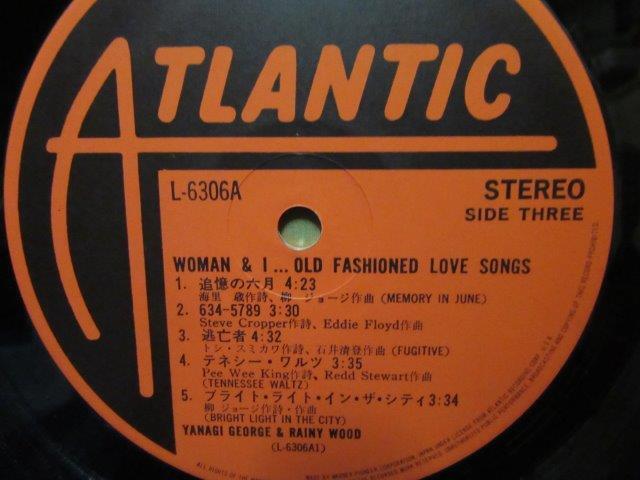 ATLANTIC
L-6306A
STEREO
SIDE THREE
WOMAN & I ... OLD FASHIONED LOVE SONGS
1. 追憶の六月 4:23
海里 歳作詩、柳 ジョージ作曲 (MEMORY IN JUNE)
2. 634-5789 3:30
Steve Cropper作詩、Eddie Floyd作曲
3. 逃亡者 4:32
トシ・スミカワ作詩、石井清登作曲 (FUGITIVE)
4. テネシー・ワルツ 3:35
Pee Wee King作詩、Redd Stewart作曲
(TENNESSEE WALTZ)
5. ブライト・ライト・イン・ザ・シティ 3:34
柳 ジョージ作詩・作曲
(BRIGHT LIGHT IN THE CITY)
YANAGI GEORGE & RAINY WOOD
(L-6306A1)